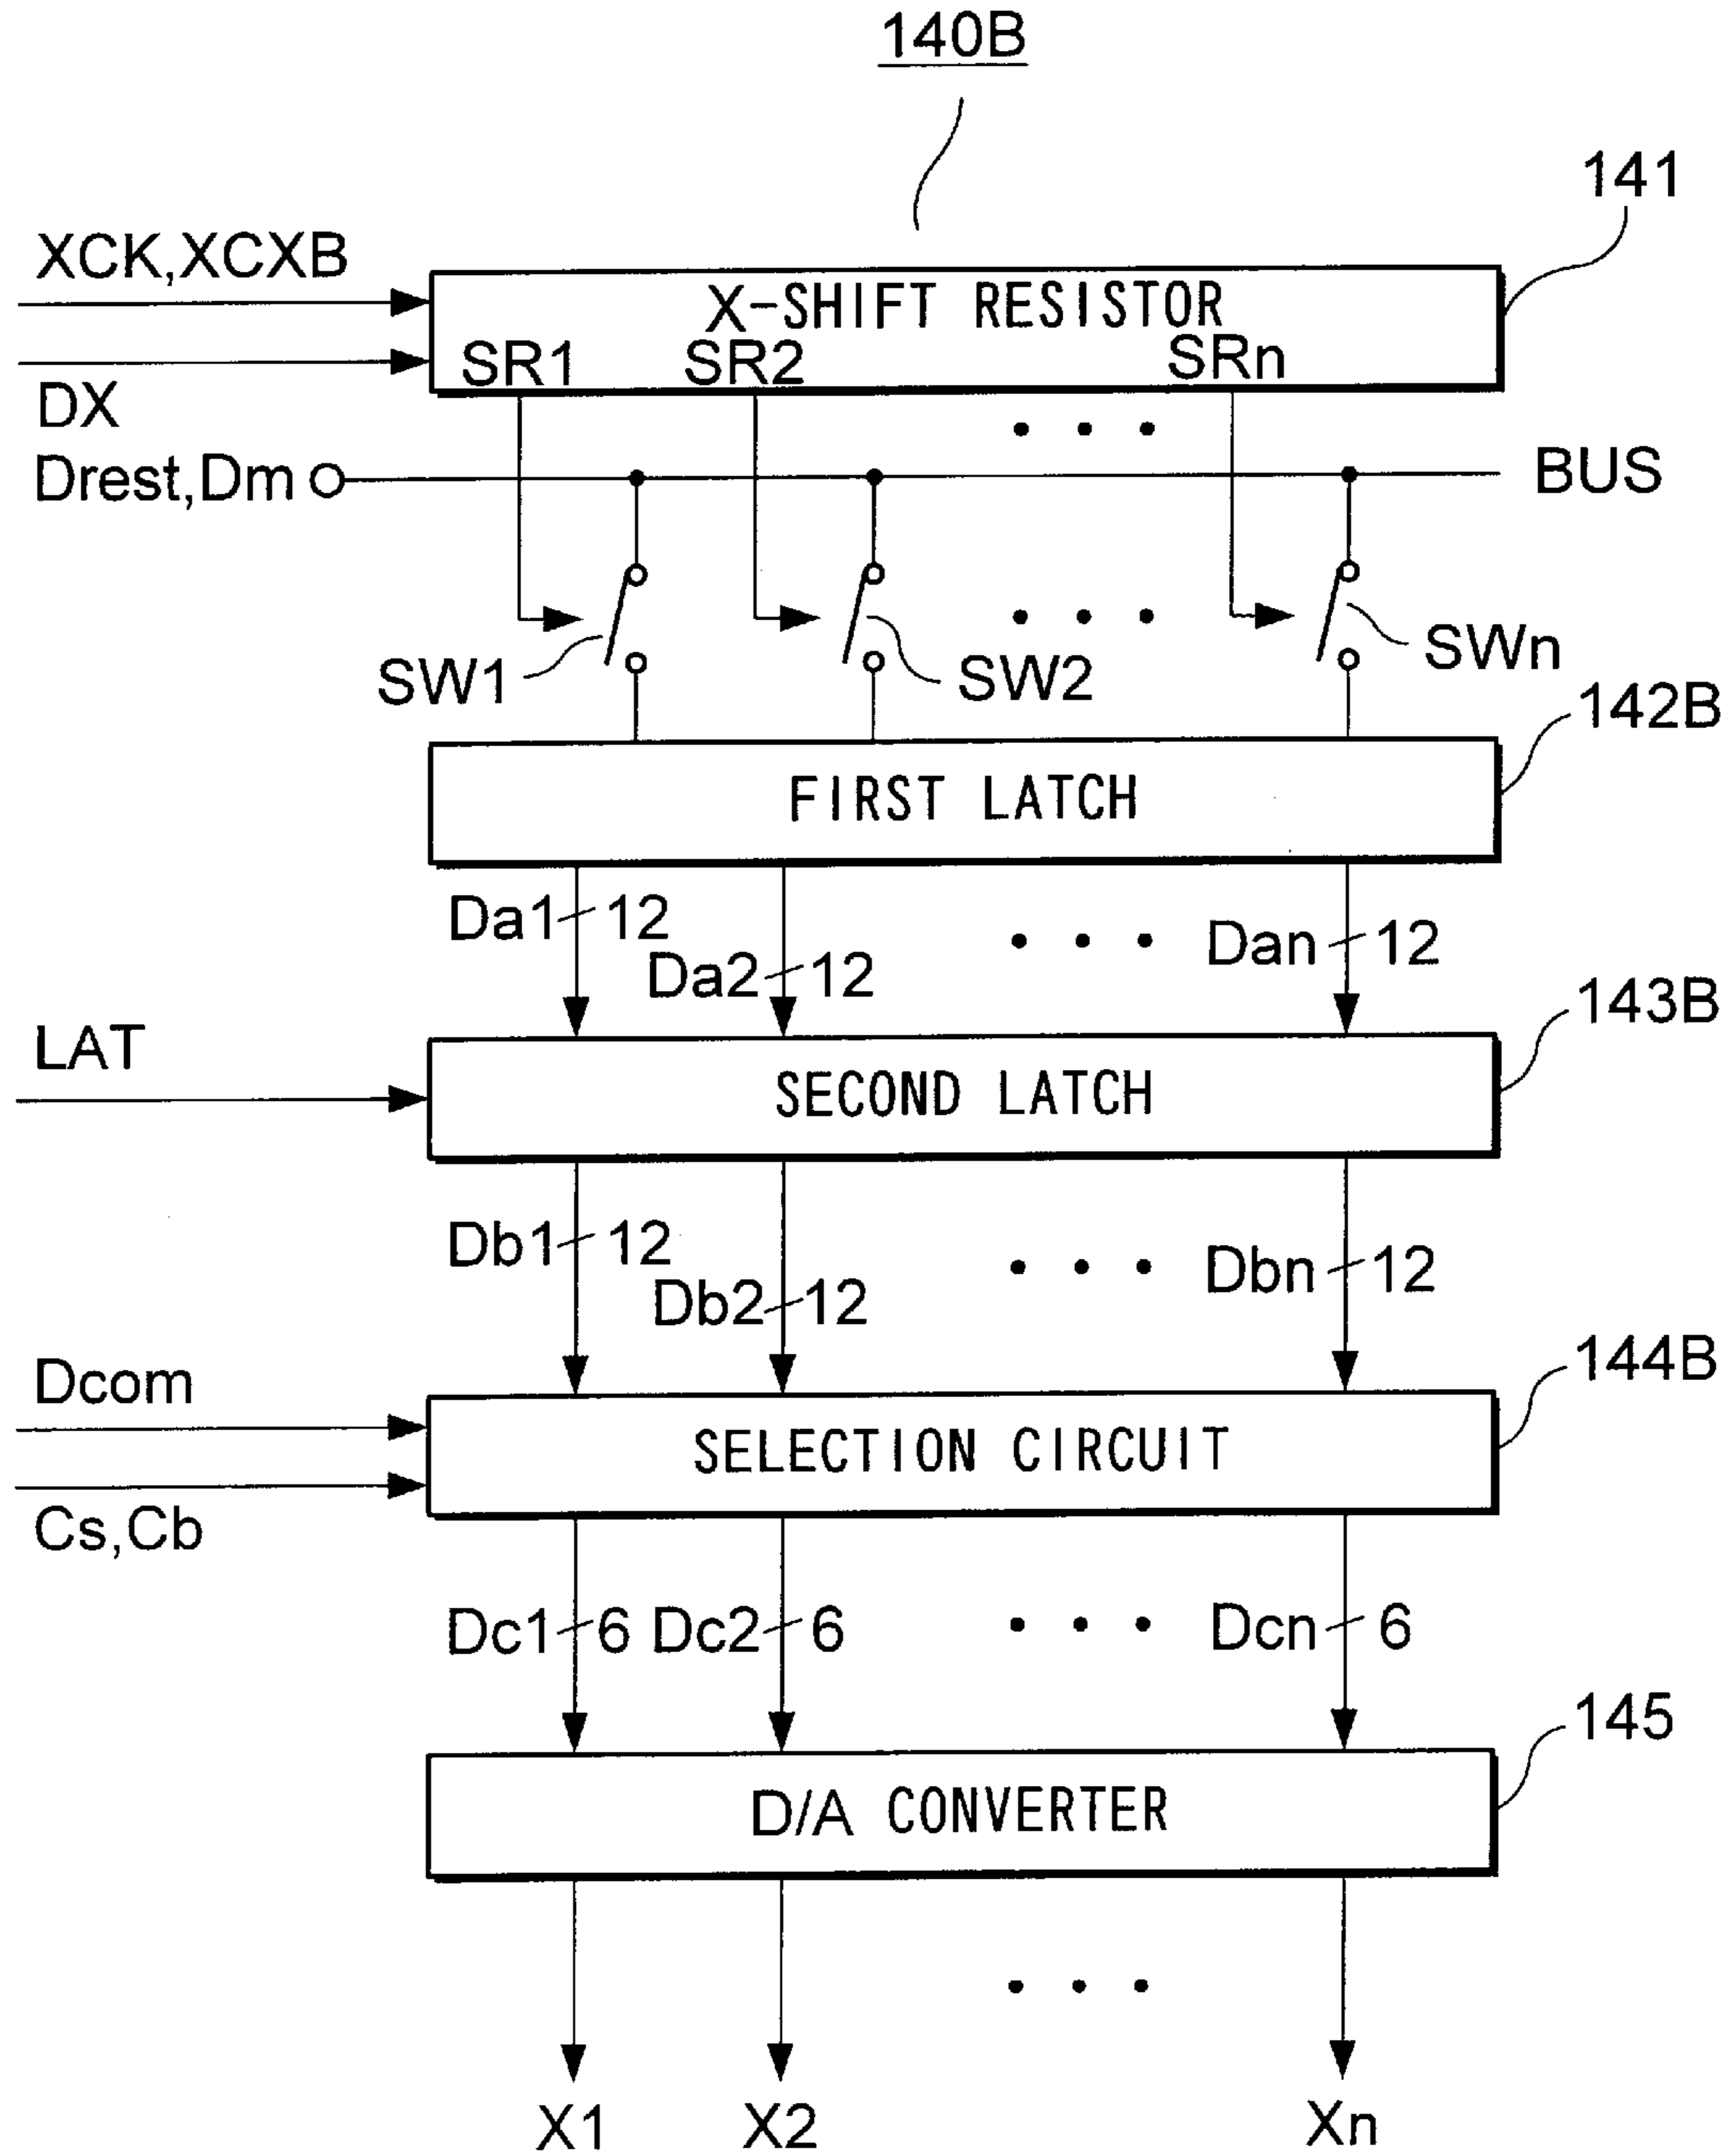 140B
141
XCK,XCXB
X-SHIFT RESISTOR
SR1 SR2 SRn
DX
Drest,Dm
BUS
SW1 SW2 SWn
142B
FIRST LATCH
Da1 12 Da2 12 Dan 12
143B
LAT
SECOND LATCH
Db1 12 Db2 12 Dbn 12
144B
Dcom
SELECTION CIRCUIT
Cs,Cb
Dc1 6 Dc2 6 Dcn 6
145
D/A CONVERTER
X1 X2 Xn